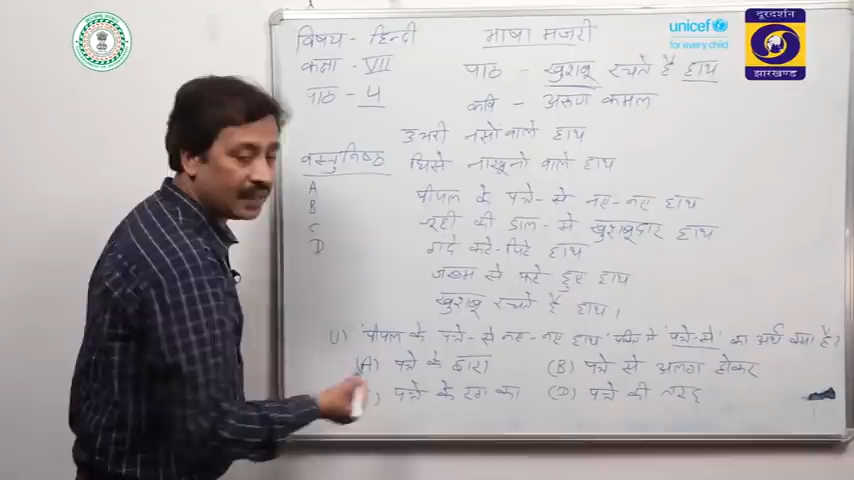 विषय - हिन्दी भाषा मंजरी
कक्षा - VII पाठ - खुशबू रचते है हाथ
पाठ - 4 कवि - अरुण कमल
उभरी नसों वाले हाथ
वस्तुनिष्ठ घिसे नाखूनो वाले हाथ
A
B
C
D
पीपल के पत्ते-से नए-नए हाथ
जूही की डाल-से खुशबूदार हाथ
गंदे कटे-पिटे हाथ
जख्म से फटे हुए हाथ
खुशबू रचते है हाथ।
(1) 'पीपल के पत्ते-से नए-नए हाथ' पंक्ति मे 'पत्ते-से' का अर्थ क्या है?
(A) पत्ते के द्वारा (B) पत्ते से अलग होकर
) पत्ते के रंग का (D) पत्ते की तरह
unicef
for every child
दूरदर्शन
झारखण्ड